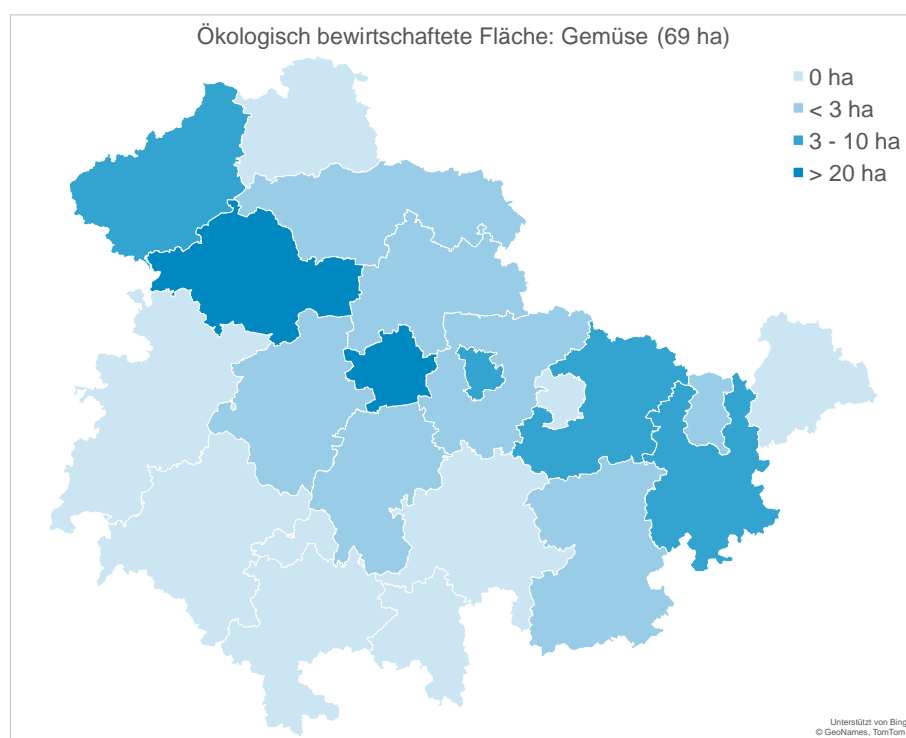 Ökologisch bewirtschaftete Fläche: Gemüse (69 ha)
0 ha
< 3 ha
3 - 10 ha
> 20 ha
Unterstützt von Bing
© GeoNames, TomTom